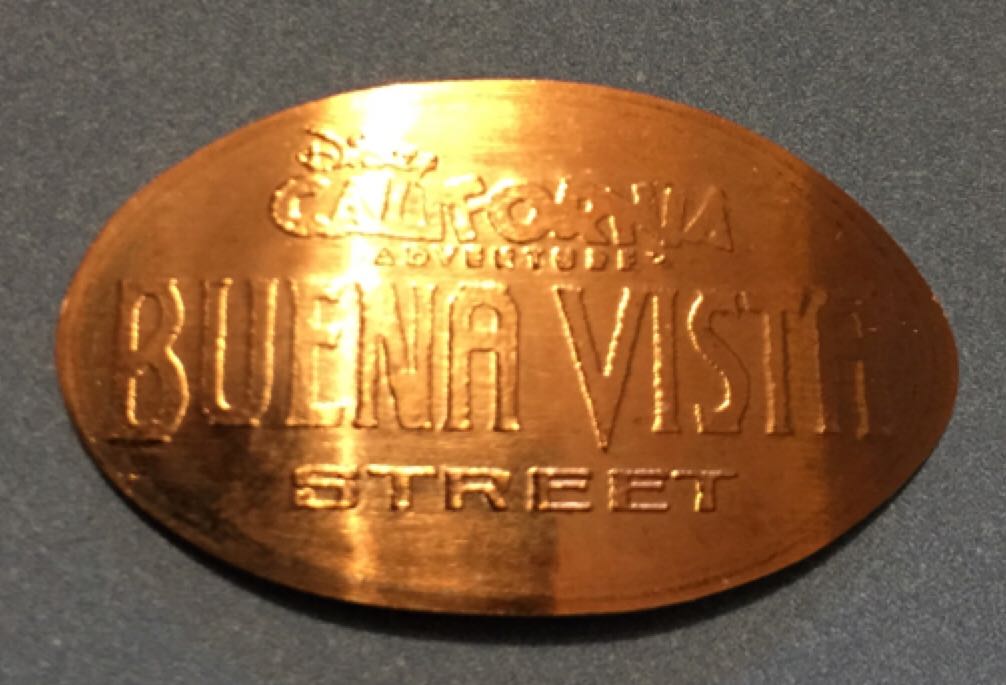 Disney
CALIFORNIA
ADVENTURE
BUENA VISTA
STREET